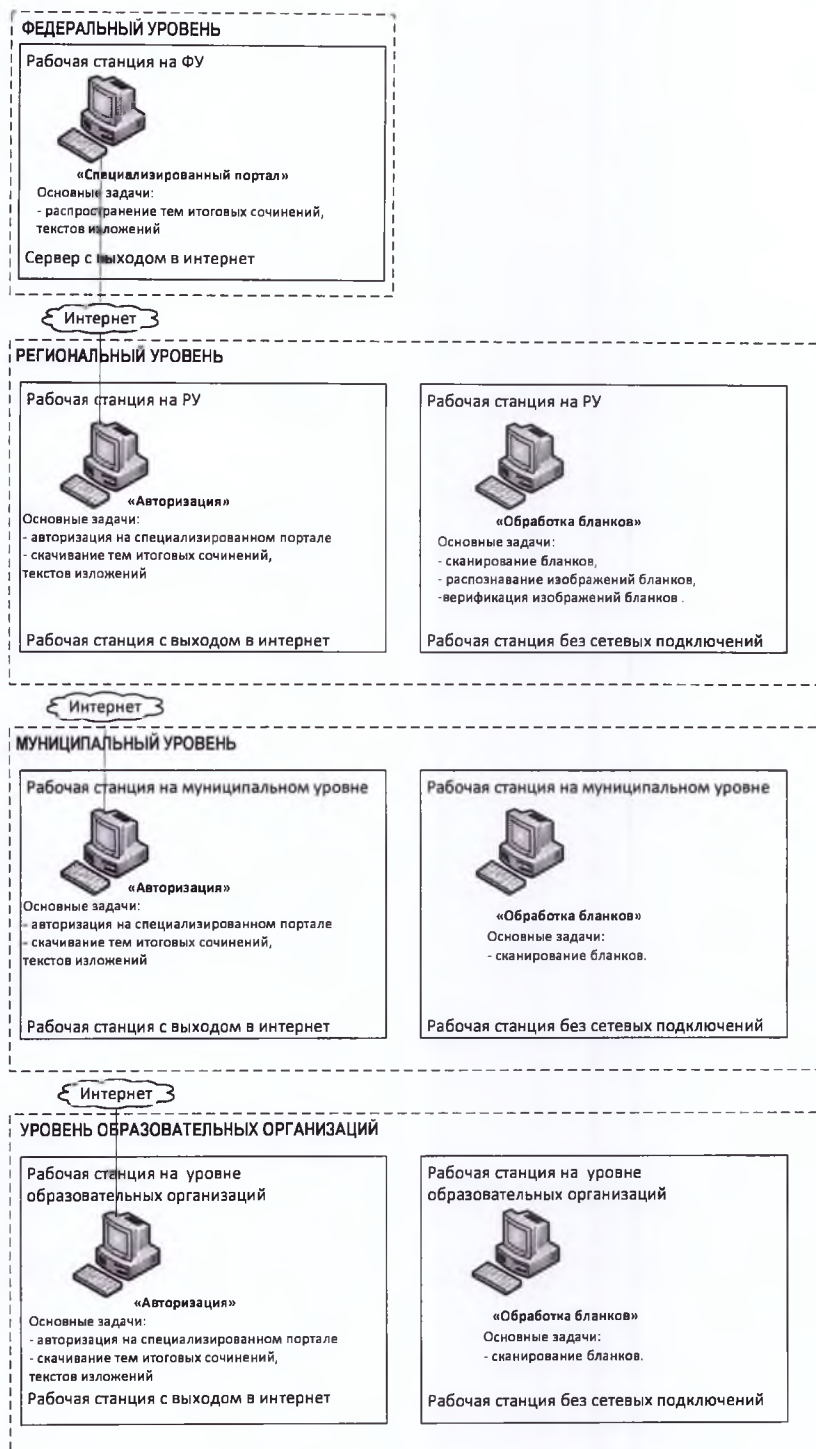 ФЕДЕРАЛЬНЫЙ УРОВЕНЬ
Рабочая станция на ФУ
«Специализированный портал»
Основные задачи:
- распространение тем итоговых сочинений,
текстов изложений
Сервер с выходом в интернет
Интернет
РЕГИОНАЛЬНЫЙ УРОВЕНЬ
Рабочая станция на РУ
«Авторизация»
Основные задачи:
- авторизация на специализированном портале
- скачивание тем итоговых сочинений,
текстов изложений
Рабочая станция с выходом в интернет
Рабочая станция на РУ
«Обработка бланков»
Основные задачи:
- сканирование бланков,
- распознавание изображений бланков,
-верификация изображений бланков .
Рабочая станция без сетевых подключений
Интернет
МУНИЦИПАЛЬНЫЙ УРОВЕНЬ
Рабочая станция на муниципальном уровне
«Авторизация»
Основные задачи:
- авторизация на специализированном портале
- скачивание тем итоговых сочинений,
текстов изложений
Рабочая станция с выходом в интернет
Рабочая станция на муниципальном уровне
«Обработка бланков»
Основные задачи:
- сканирование бланков.
Рабочая станция без сетевых подключений
Интернет
УРОВЕНЬ ОБРАЗОВАТЕЛЬНЫХ ОРГАНИЗАЦИЙ
Рабочая станция на уровне
образовательных организаций
«Авторизация»
Основные задачи:
- авторизация на специализированном портале
- скачивание тем итоговых сочинений,
текстов изложений
Рабочая станция с выходом в интернет
Рабочая станция на уровне
образовательных организаций
«Обработка бланков»
Основные задачи:
- сканирование бланков.
Рабочая станция без сетевых подключений